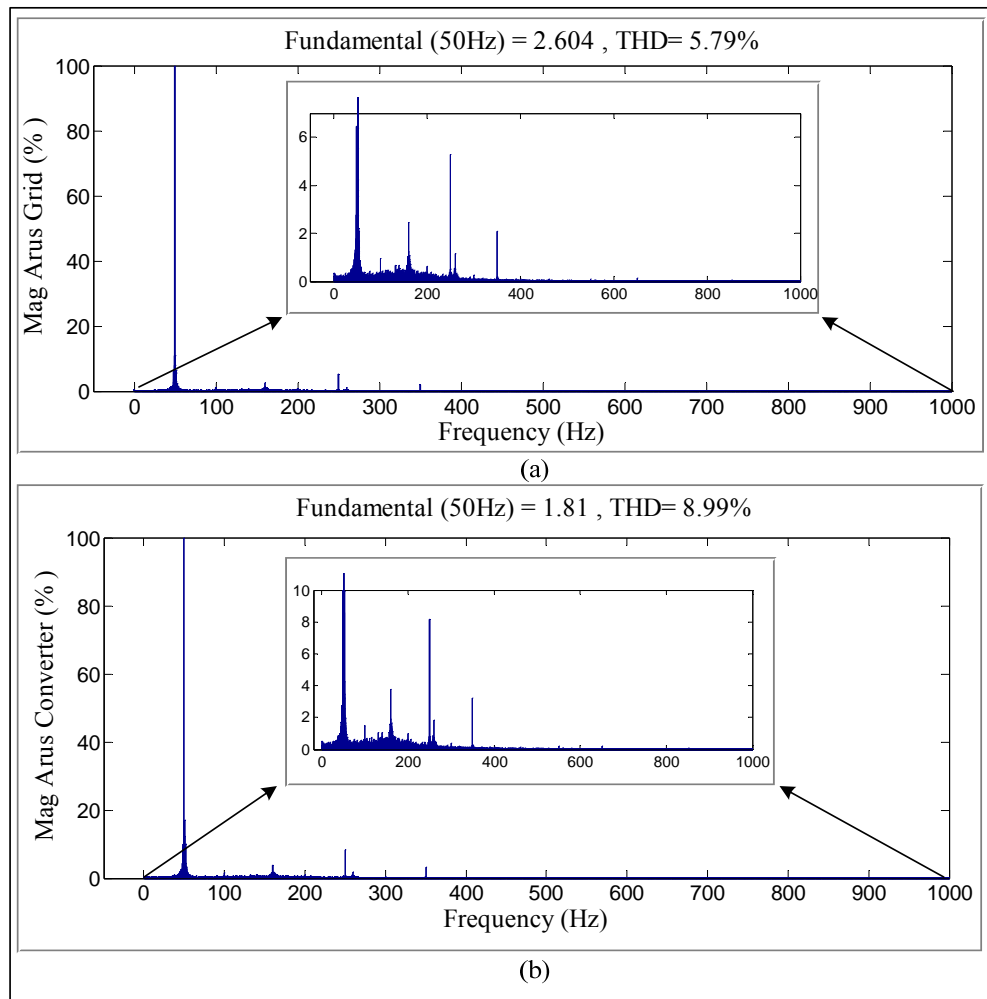 Fundamental (50Hz) = 2.604 , THD= 5.79%
Mag Arus Grid (% )
100
80
60
40
20
0
6
4
2
0
0 200 400 600 800 1000
0 100 200 300 400 500 600 700 800 900 1000
Frequency (Hz)
(a)
Fundamental (50Hz) = 1.81 , THD= 8.99%
Mag Arus Converter (% )
100
80
60
40
20
0
10
8
6
4
2
0
0 200 400 600 800 1000
0 100 200 300 400 500 600 700 800 900 1000
Frequency (Hz)
(b)